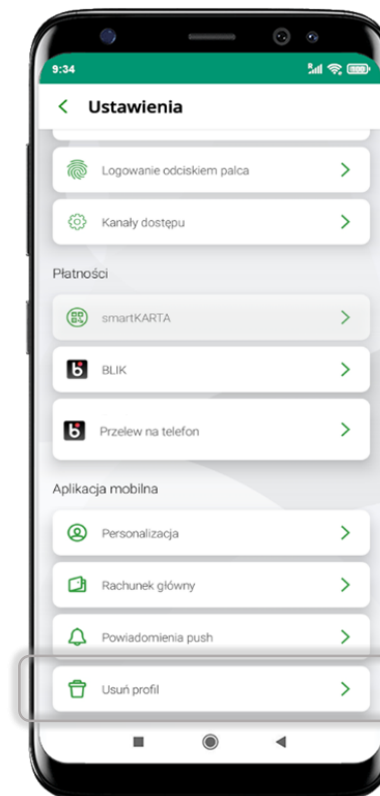 9:34
Ustawienia
Logowanie odciskiem palca
Kanały dostępu
Płatności
smartKARTA
BLIK
Przelew na telefon
Aplikacja mobilna
Personalizacja
Rachunek główny
Powiadomienia push
Usuń profil